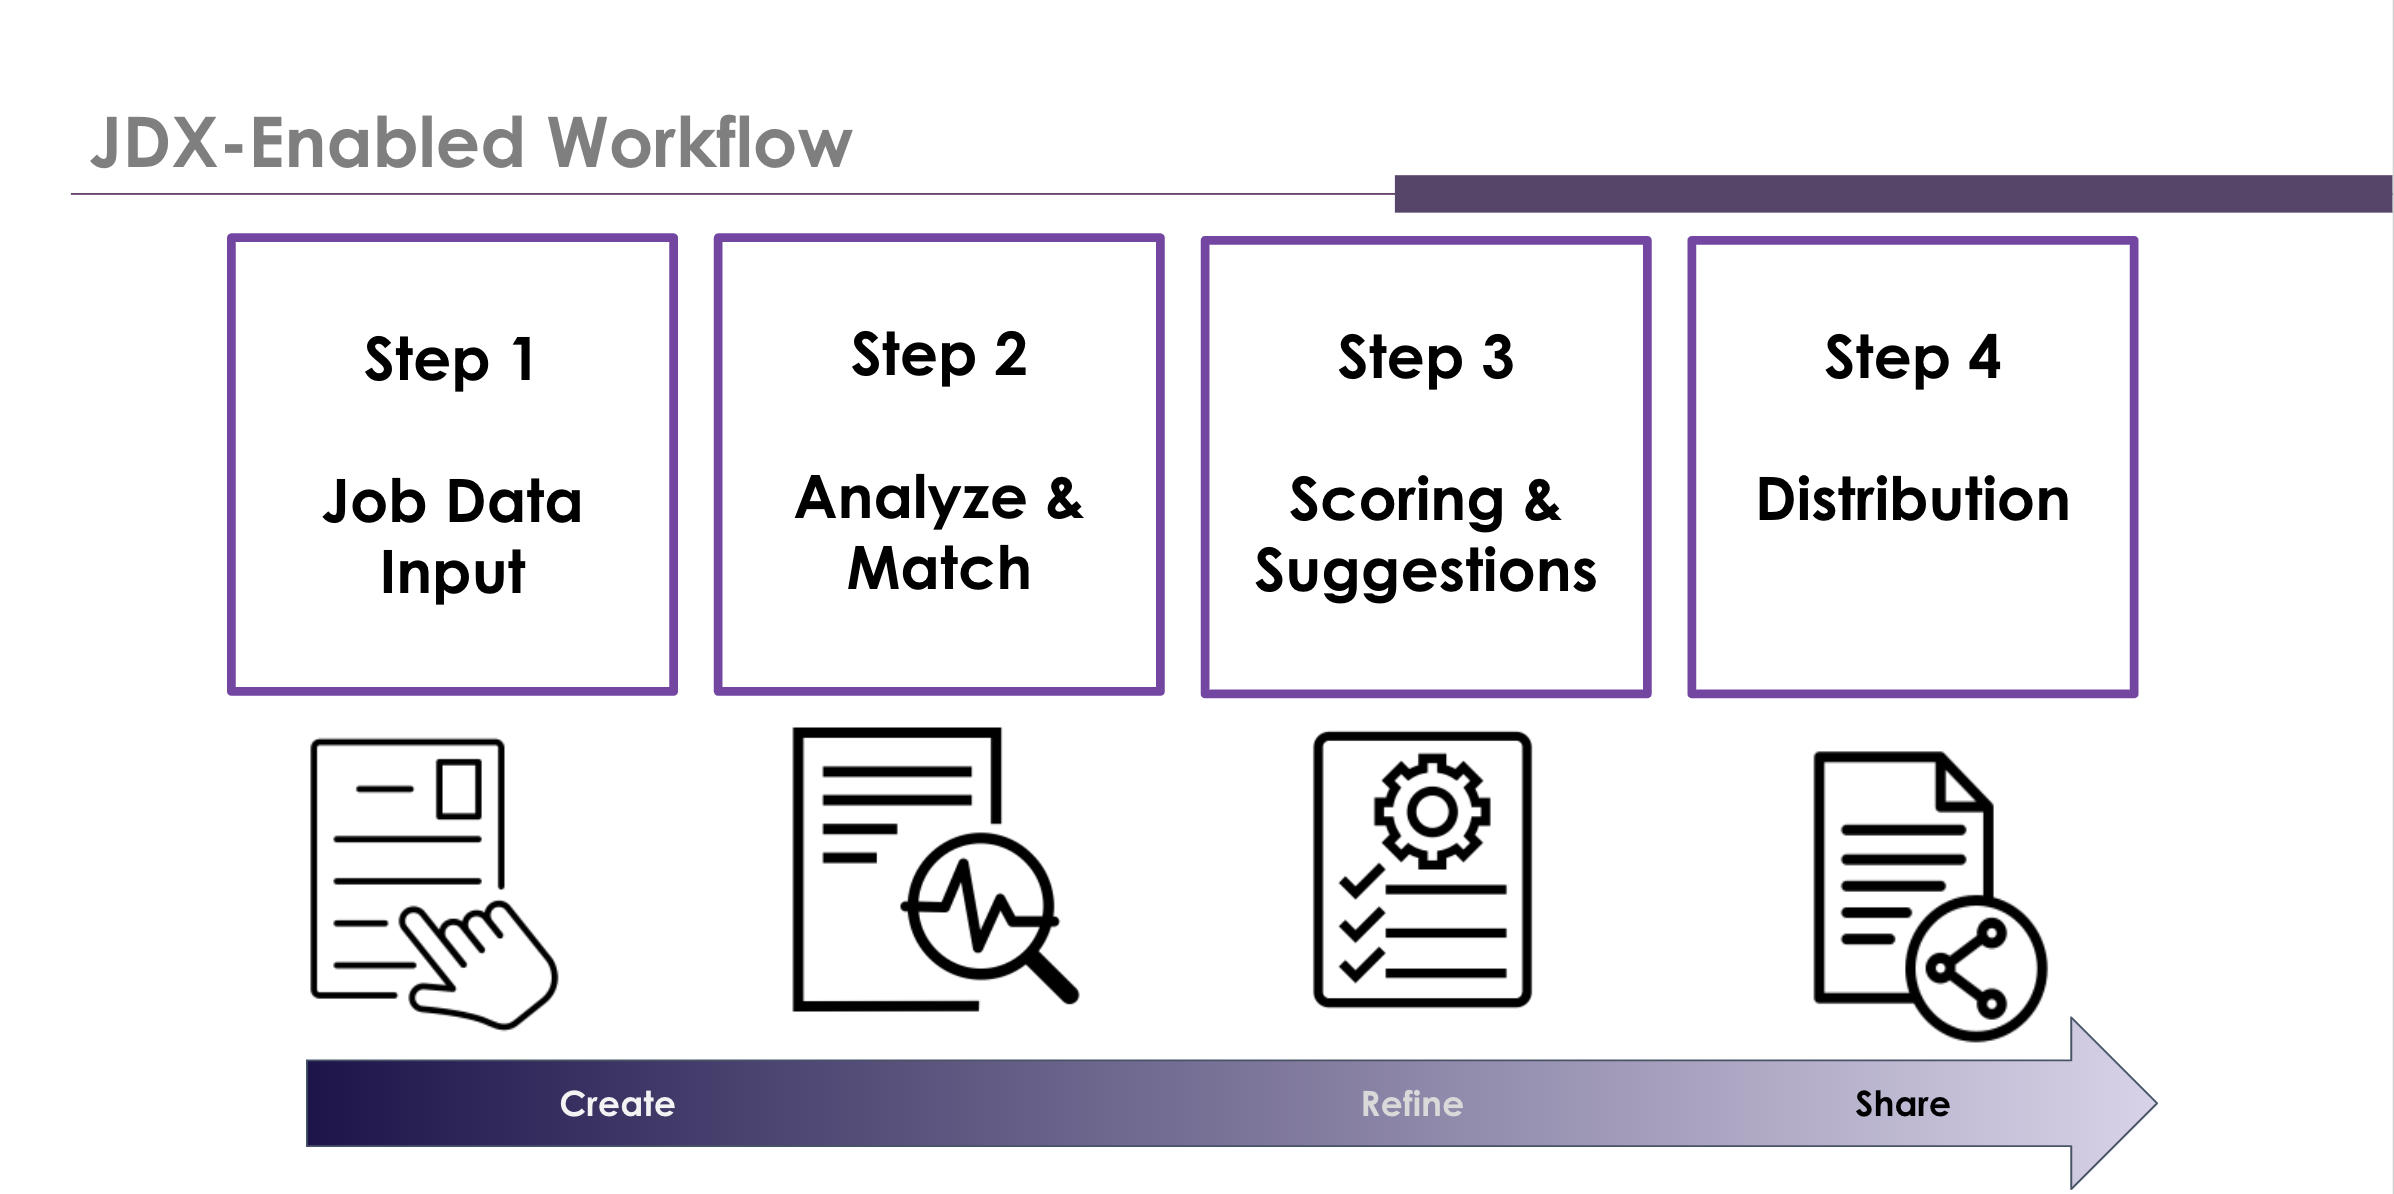 JDX-Enabled Workflow
Step 1
Job Data
Input
Step 2
Analyze &
Match
Step 3
Scoring &
Suggestions
Step 4
Distribution
Create
Refine
Share